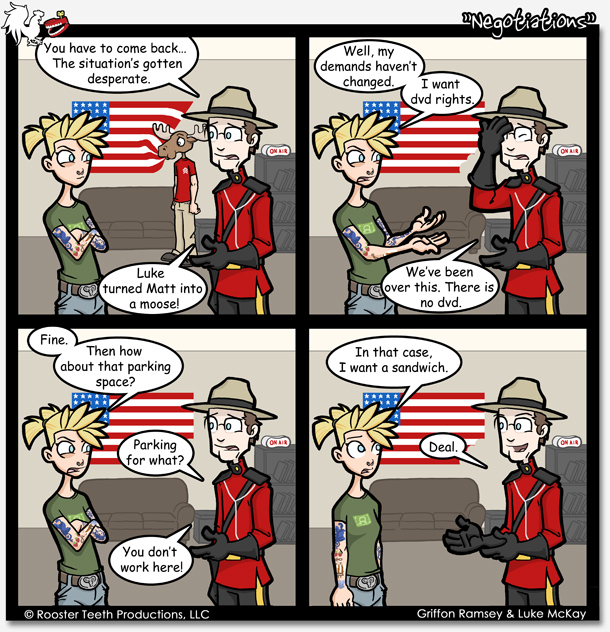 "Negotiations"
You have to come back...
The situation's gotten
desperate.
ON AIR
Luke
turned Matt into
a moose!
Well, my
demands haven't
changed.
I want
dvd rights.
ON AIR
We've been
over this. There is
no dvd.
Fine.
Then how
about that parking
space?
Parking
for what?
ON AIR
You don't
work here!
In that case,
I want a sandwich.
Deal.
ON AIR
© Rooster Teeth Productions, LLC
Griffon Ramsey & Luke McKay